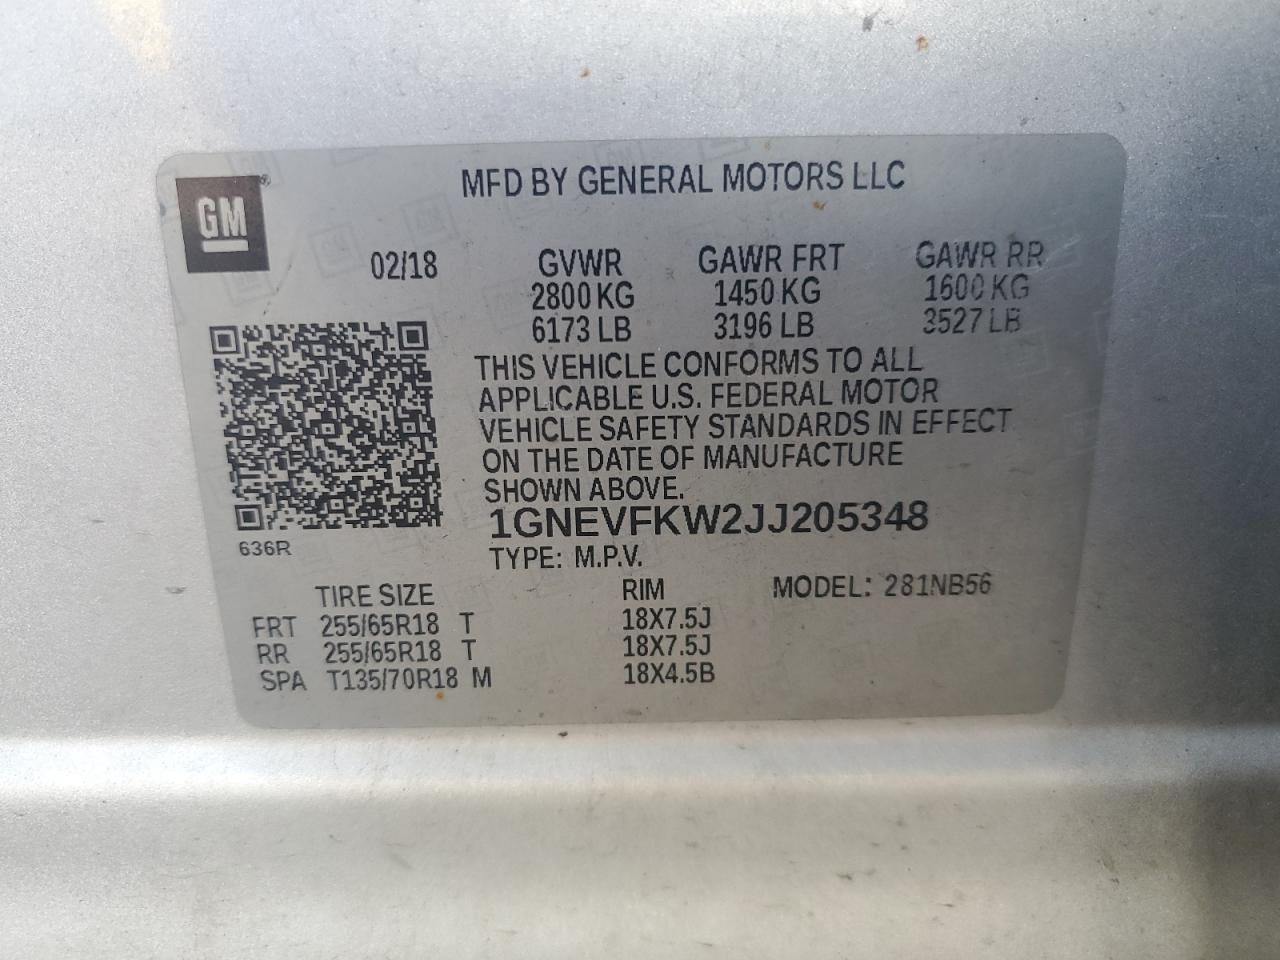 MFD BY GENERAL MOTORS LLC
GM
02/18 GVWR GAWR FRT GAWR RR
2800 KG 1450 KG 1600 KG
6173 LB 3196 LB 3527 LB
THIS VEHICLE CONFORMS TO ALL
APPLICABLE U.S. FEDERAL MOTOR
VEHICLE SAFETY STANDARDS IN EFFECT
ON THE DATE OF MANUFACTURE
SHOWN ABOVE.
1GNEVFKW2JJ205348
636R
TYPE: M.P.V.
TIRE SIZE RIM MODEL: 281NB56
FRT 255/65R18 T 18X7.5J
RR 255/65R18 T 18X7.5J
SPA T135/70R18 M 18X4.5B